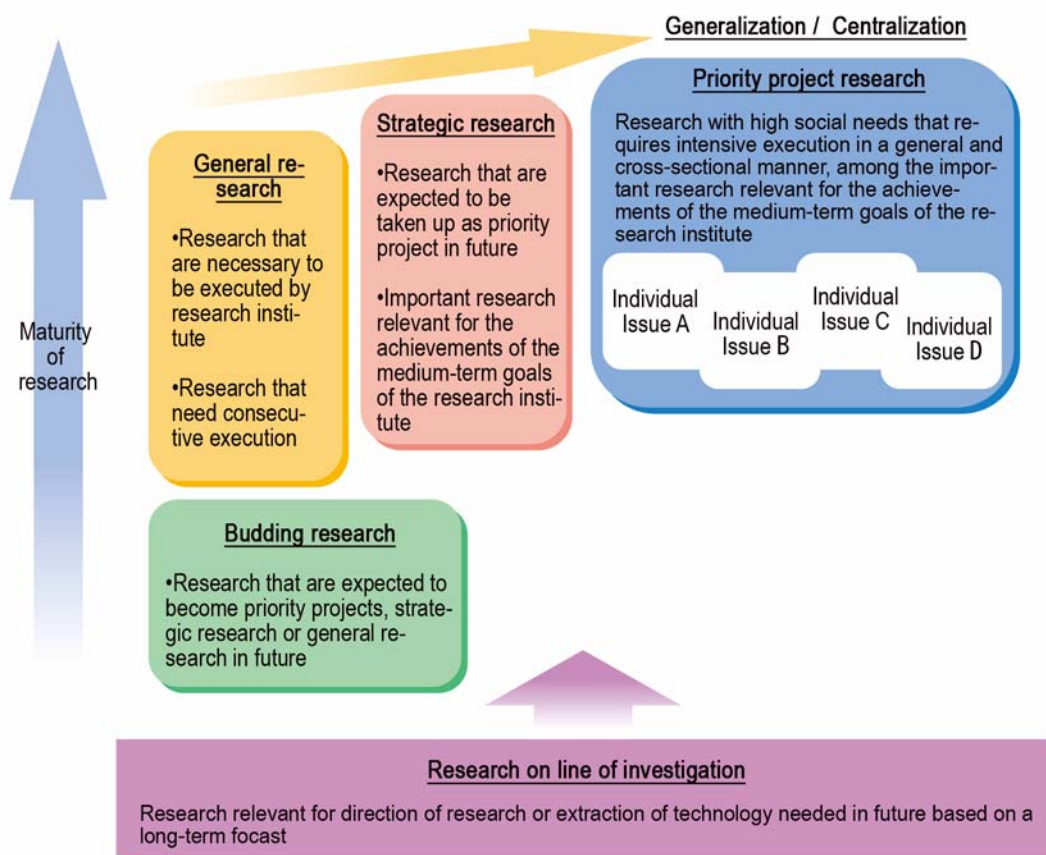 Generalization / Centralization
Priority project research
Research with high social needs that re-
quires intensive execution in a general and
cross-sectional manner, among the impor-
tant research relevant for the achieve-
ments of the medium-term goals of the re-
search institute
Individual
Issue A
Individual
Issue B
Individual
Issue C
Individual
Issue D
Strategic research
•Research that are
expected to be
taken up as priority
project in future
•Important research
relevant for the
achievements of the
medium-term goals
of the research insti-
tute
General re-
search
•Research that
are necessary to
be executed by
research insti-
tute
•Research that
need consecu-
tive execution
Maturity
of
research
Budding research
•Research that are expected to
become priority projects, strate-
gic research or general re-
search in future
Research on line of investigation
Research relevant for direction of research or extraction of technology needed in future based on a
long-term focast